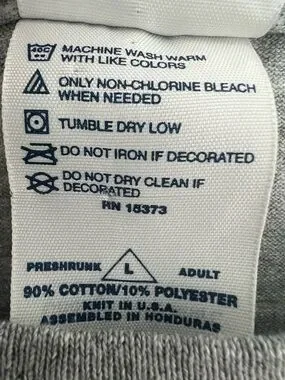 40C
MACHINE WASH WARM
WITH LIKE COLORS
ONLY NON-CHLORINE BLEACH
WHEN NEEDED
TUMBLE DRY LOW
DO NOT IRON IF DECORATED
DO NOT DRY CLEAN IF
DECORATED
RN 15373
PRESHRUNK L ADULT
90% COTTON/10% POLYESTER
KNIT IN U.S.A.
ASSEMBLED IN HONDURAS